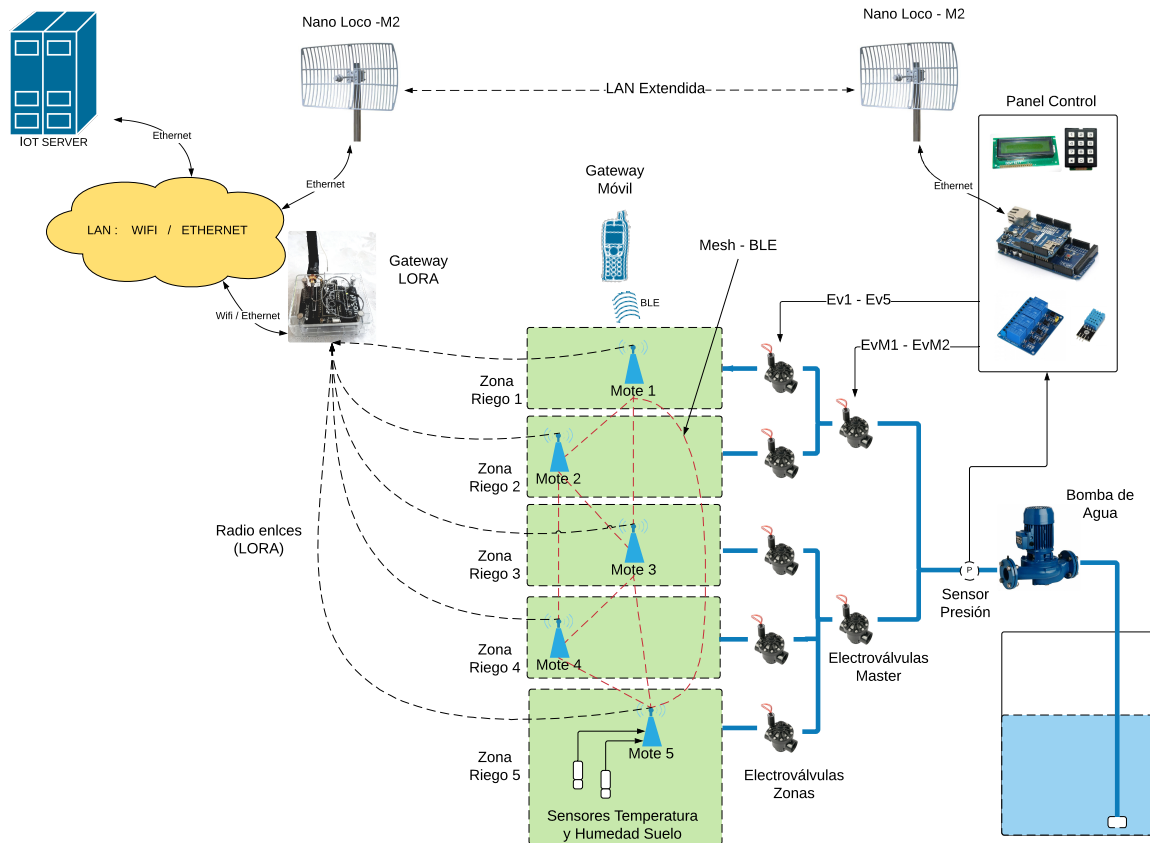 Nano Loco -M2
Nano Loco - M2
LAN Extendida
Panel Control
IOT SERVER
Ethernet
Ethernet
Ethernet
LAN :    WIFI   /   ETHERNET
Gateway
Móvil
Gateway
LORA
Mesh - BLE
BLE
Wifi / Ethernet
Ev1 - Ev5
EvM1 - EvM2
Zona
Riego 1
Mote 1
Zona
Riego 2
Mote 2
Radio enlces
(LORA)
Zona
Riego 3
Mote 3
Bomba de
Agua
P
Sensor
Presión
Zona
Riego 4
Mote 4
Electroválvulas
Master
Zona
Riego 5
Mote 5
Electroválvulas
Zonas
Sensores Temperatura
y Humedad Suelo